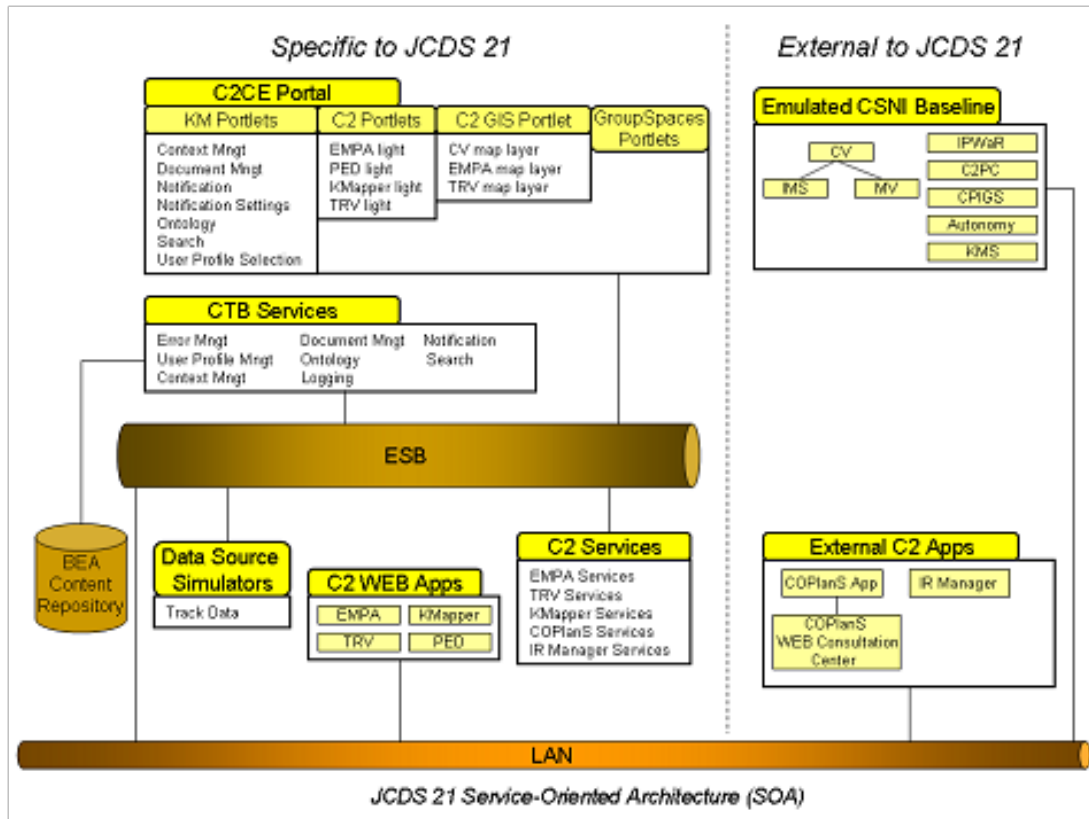 Specific to JCDS 21
External to JCDS 21
C2CE Portal
KM Portlets
Context Mngt
Document Mngt
Notification
Notification Settings
Ontology
Search
User Profile Selection
C2 Portlets
EMPA light
PED light
KMapper light
TRV light
C2 GIS Portlet
CV map layer
EMPA map layer
TRV map layer
GroupSpaces
Portlets
Emulated CSNI Baseline
CV
IMS
MV
IPWaR
C2PC
CPIGS
Autonomy
KMS
CTB Services
Error Mngt
User Profile Mngt
Context Mngt
Document Mngt
Ontology
Logging
Notification
Search
ESB
BEA
Content
Repository
Data Source
Simulators
Track Data
C2 WEB Apps
EMPA
KMapper
TRV
PED
C2 Services
EMPA Services
TRV Services
KMapper Services
COPlanS Services
IR Manager Services
External C2 Apps
COPlanS App
IR Manager
COPlanS
WEB Consultation
Center
LAN
JCDS 21 Service-Oriented Architecture (SOA)